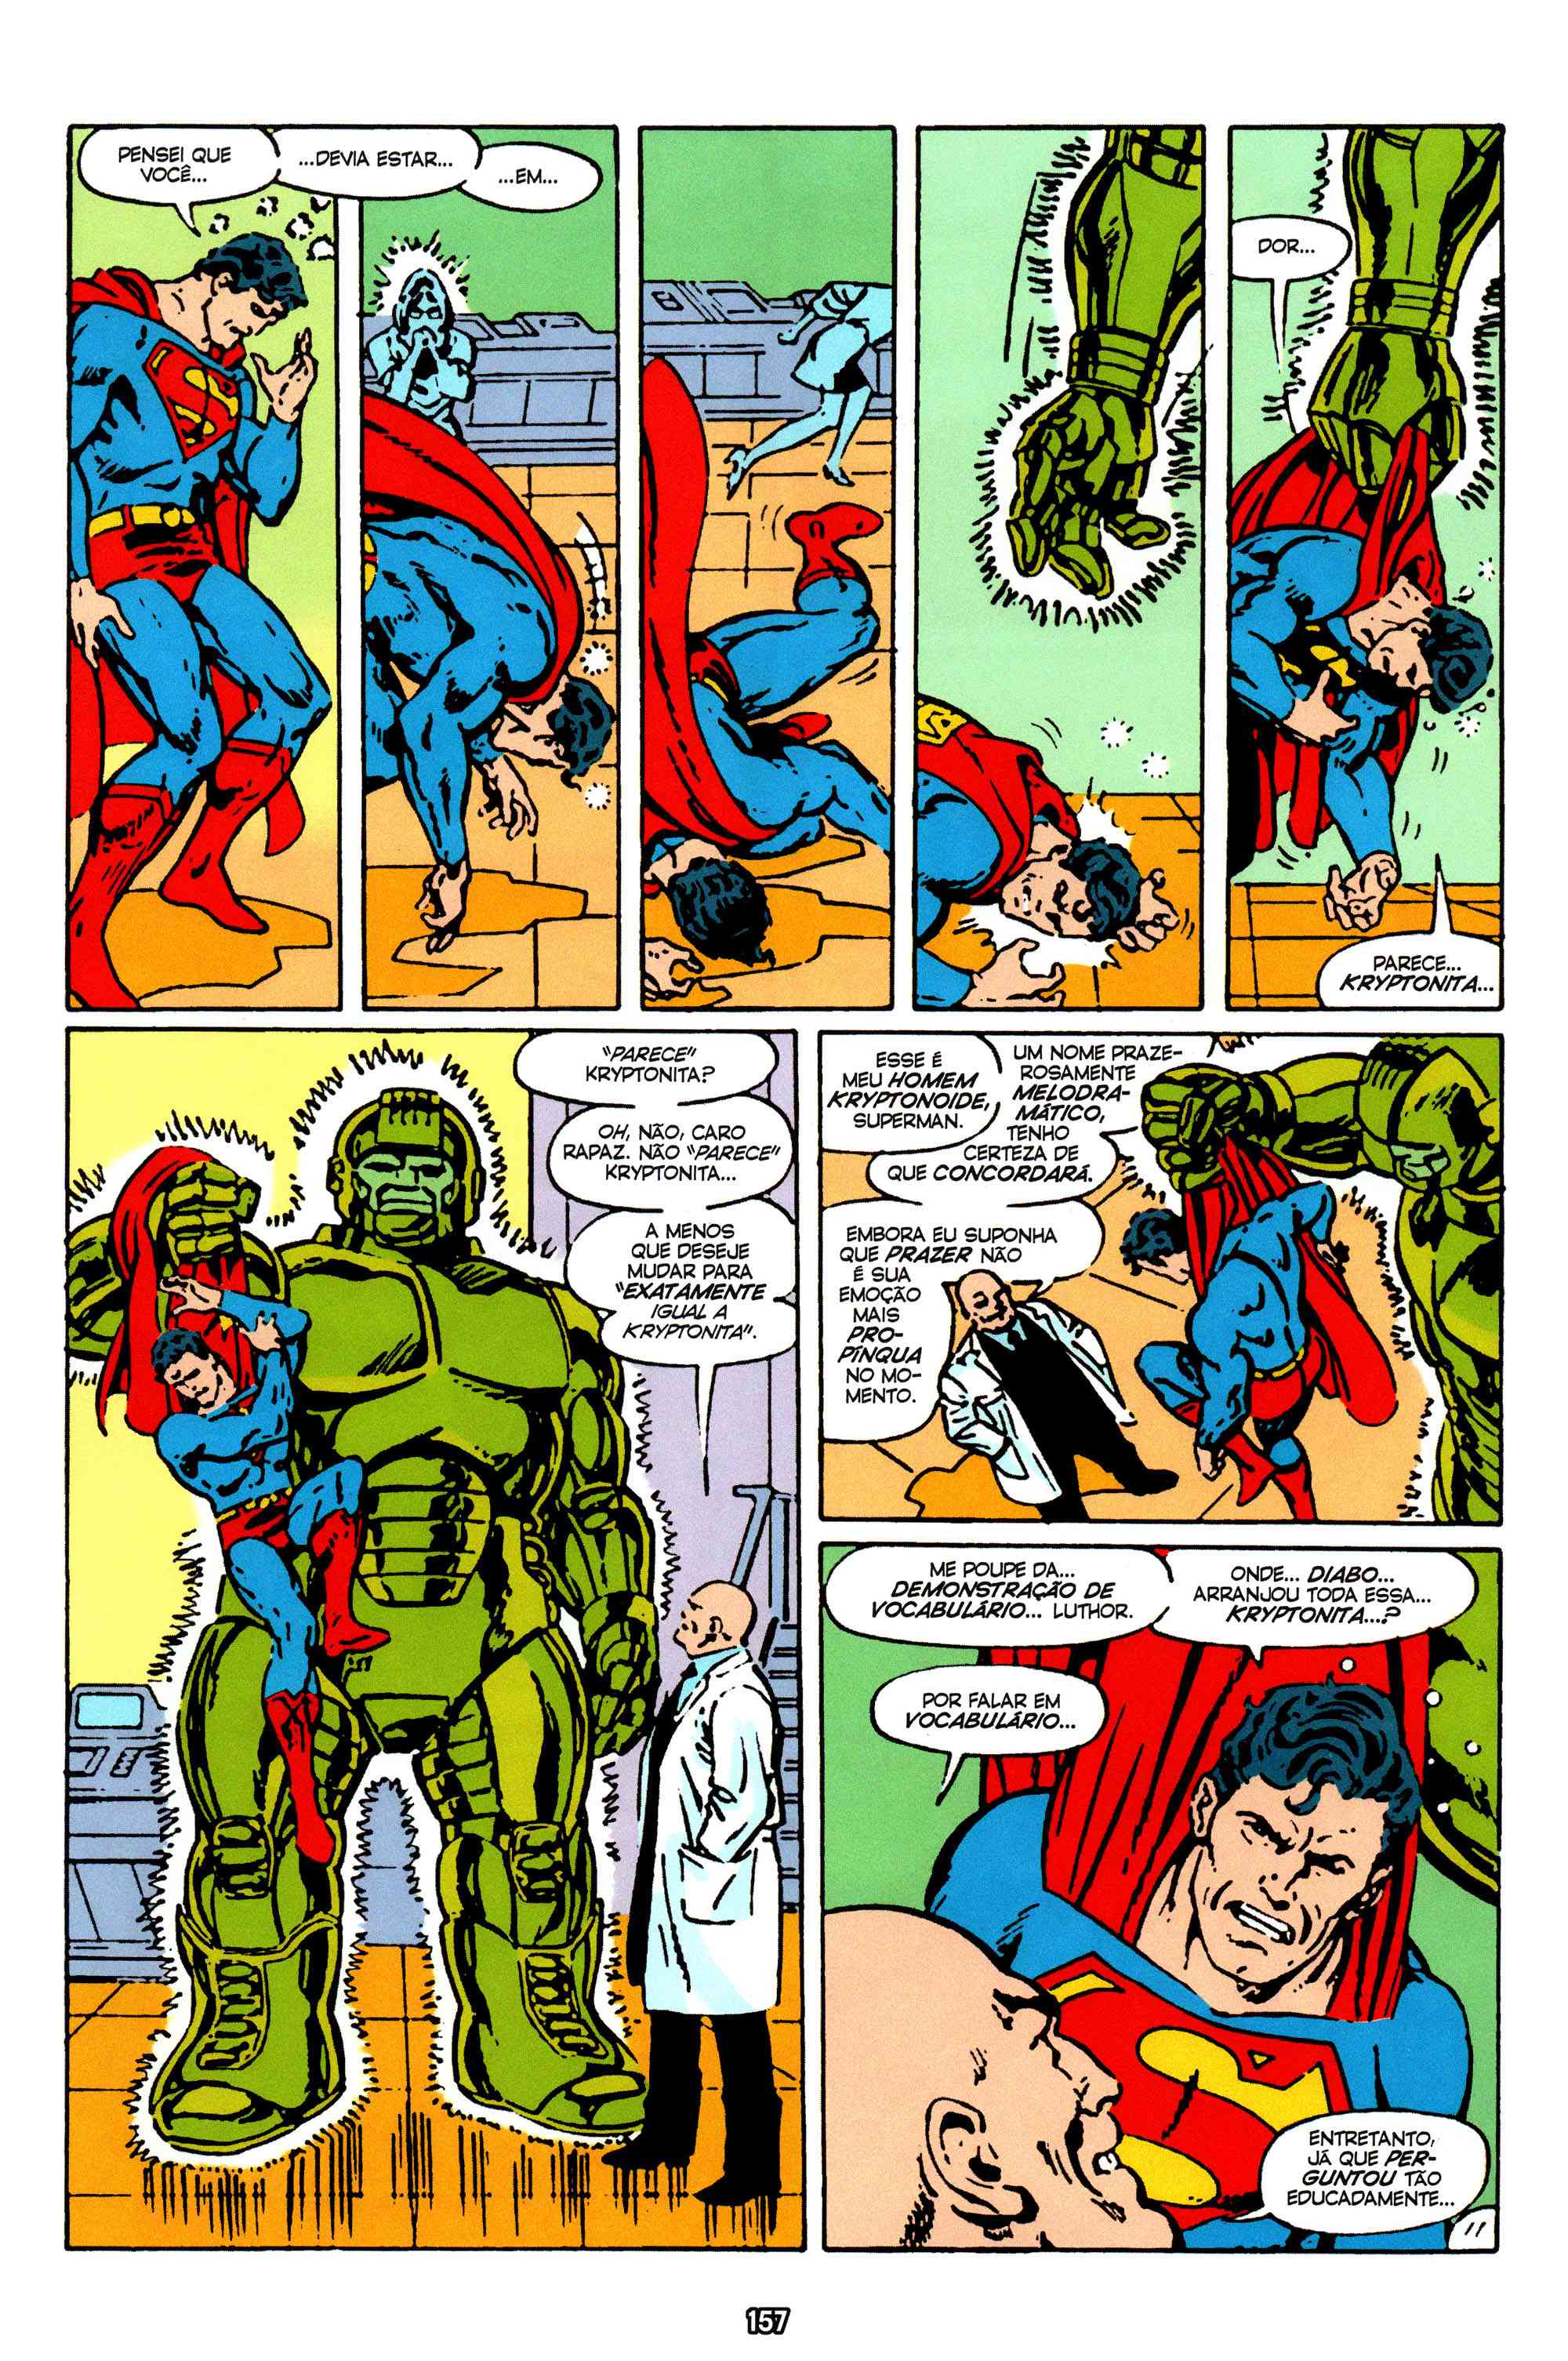 PENSEI QUE
VOCÊ...
...DEVIA ESTAR...
...EM...
DOR...
PARECE...
KRYPTONITA...
"PARECE"
KRYPTONITA?
OH, NÃO, CARO
RAPAZ. NÃO "PARECE"
KRYPTONITA...
A MENOS
QUE DESEJE
MUDAR PARA
"EXATAMENTE
IGUAL A
KRYPTONITA".
ESSE É
MEU HOMEM
KRYPTONOIDE,
SUPERMAN.
UM NOME PRAZE-
ROSAMENTE
MELODRA-
MÁTICO,
TENHO
CERTEZA DE
QUE CONCORDARÁ.
EMBORA EU SUPONHA
QUE PRAZER NÃO
É SUA
EMOÇÃO
MAIS
PRO-
PÍNQUA
NO MO-
MENTO.
ME POUPE DA...
DEMONSTRAÇÃO DE
VOCABULÁRIO... LUTHOR.
ONDE... DIABO...
ARRANJOU TODA ESSA...
KRYPTONITA...?
POR FALAR EM
VOCABULÁRIO...
ENTRETANTO,
JÁ QUE PER-
GUNTOU TÃO
EDUCADAMENTE...
11
157